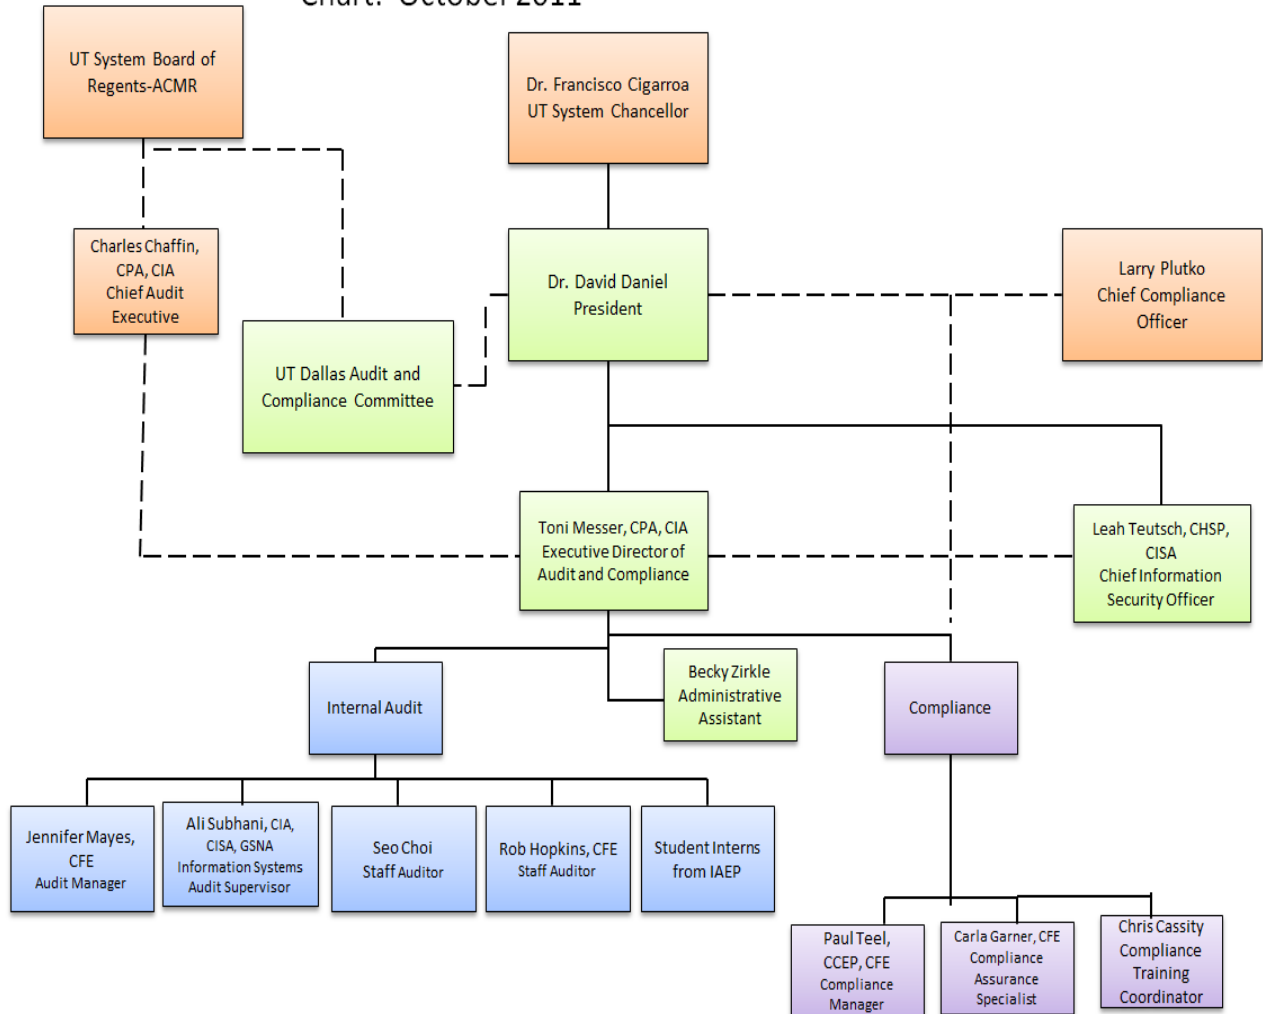 Chart: October 2011
UT System Board of
Regents-ACMR
Dr. Francisco Cigarroa
UT System Chancellor
Charles Chaffin,
CPA, CIA
Chief Audit
Executive
Dr. David Daniel
President
Larry Plutko
Chief Compliance
Officer
UT Dallas Audit and
Compliance Committee
Toni Messer, CPA, CIA
Executive Director of
Audit and Compliance
Leah Teutsch, CHSP,
CISA
Chief Information
Security Officer
Internal Audit
Becky Zirkle
Administrative
Assistant
Compliance
Jennifer Mayes,
CFE
Audit Manager
Ali Subhani, CIA,
CISA, GSNA
Information Systems
Audit Supervisor
Seo Choi
Staff Auditor
Rob Hopkins, CFE
Staff Auditor
Student Interns
from IAEP
Paul Teel,
CCEP, CFE
Compliance
Manager
Carla Garner, CFE
Compliance
Assurance
Specialist
Chris Cassity
Compliance
Training
Coordinator